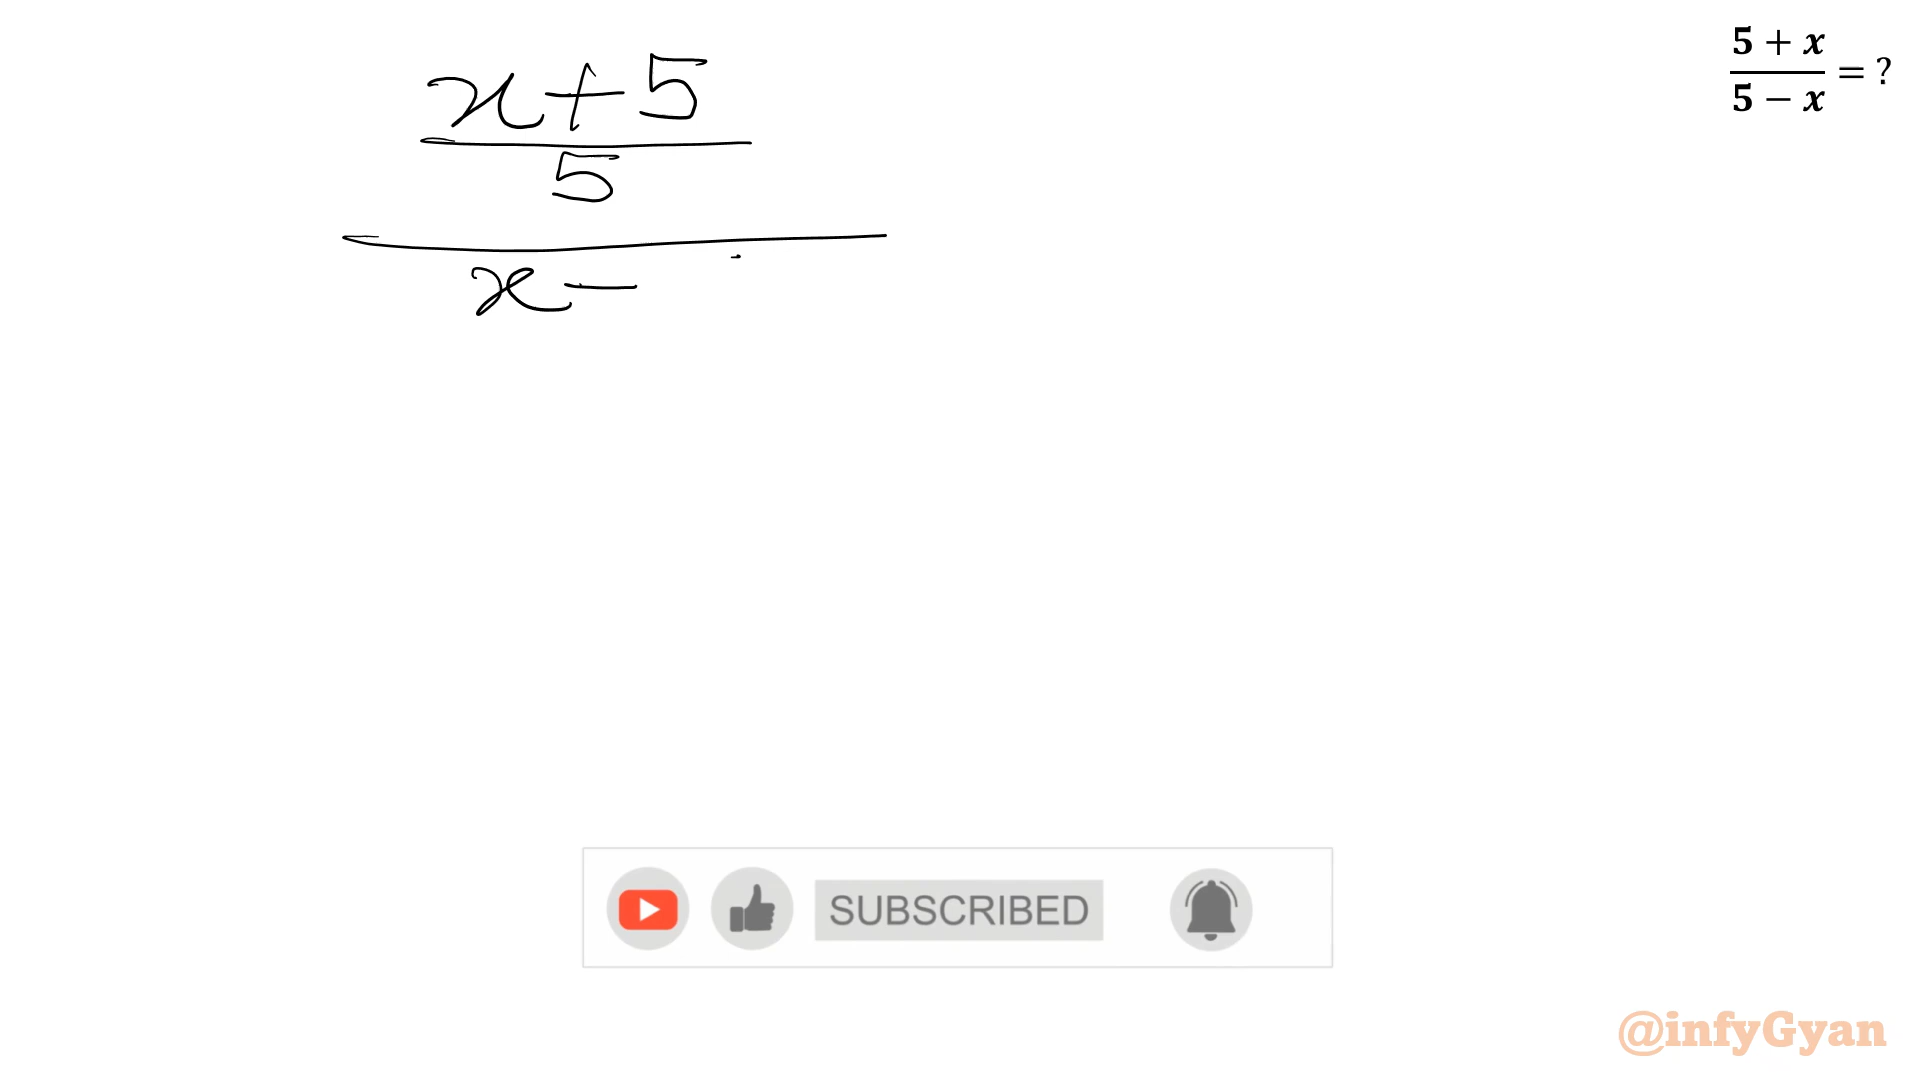 x+5
5
x-
5 + x
5 − x
= ?
SUBSCRIBED
@infyGyan